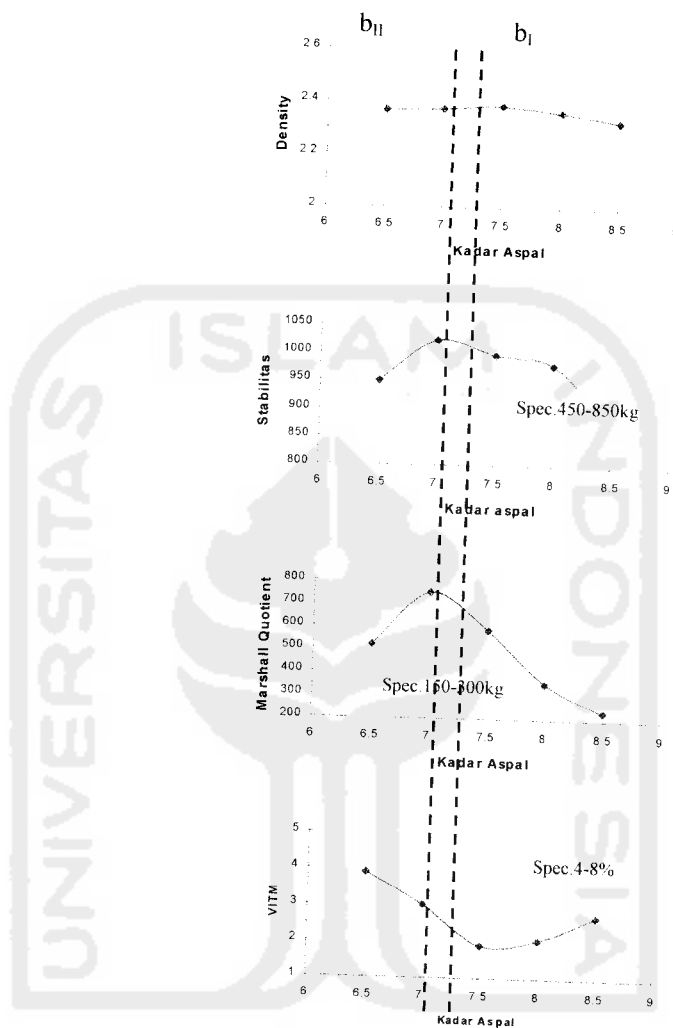 b_II b_I
2 6
2 4
2 2
2
6 6 5 7 7 5 8 8 5
Density
Kadar Aspal
1050
1000
950
900
850
800
6 6.5 7 7 5 8 8.5 9
Stabilitas
Spec.450-850kg
Kadar aspal
800
700
600
500
400
300
200
6 6.5 7 7.5 8 8.5 9
Marshall Quotient
Spec.150-300kg
Kadar Aspal
5
4
3
2
1
6 6 5 7 7 5 8 8 5 9
VITM
Spec.4-8%
Kadar Aspal
UNIVERSITAS
ISLAM
INDONESIA